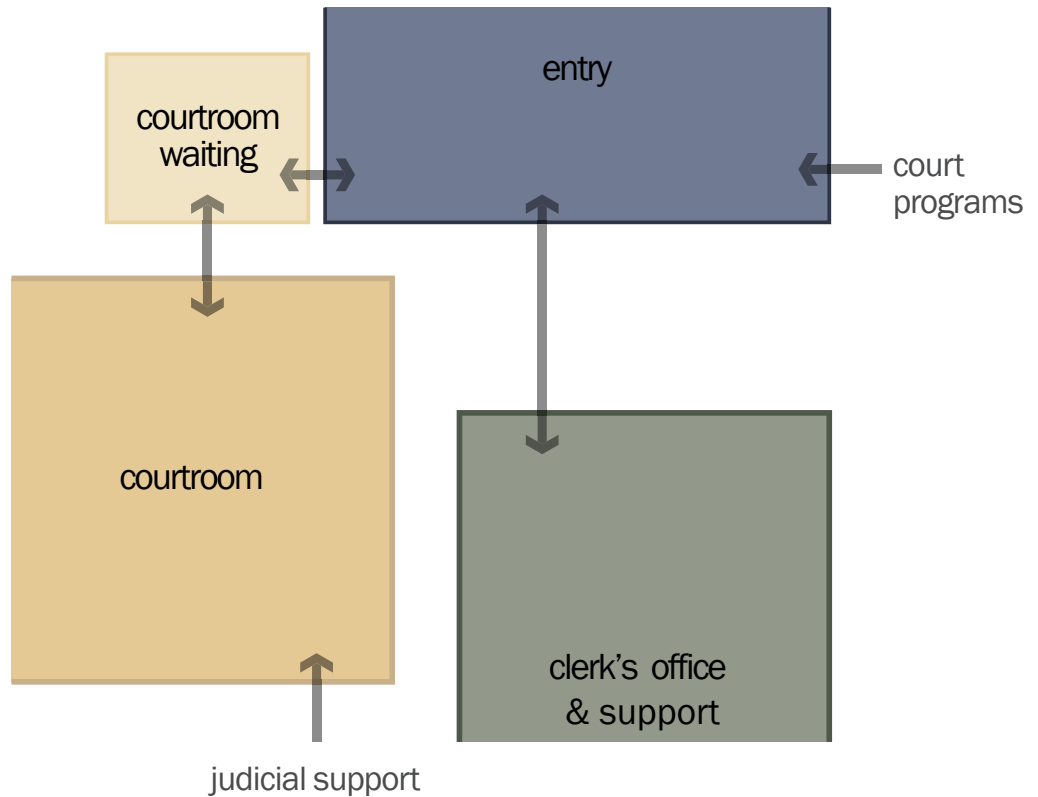 entry
courtroom
waiting
court
programs
courtroom
clerk's office
& support
judicial support